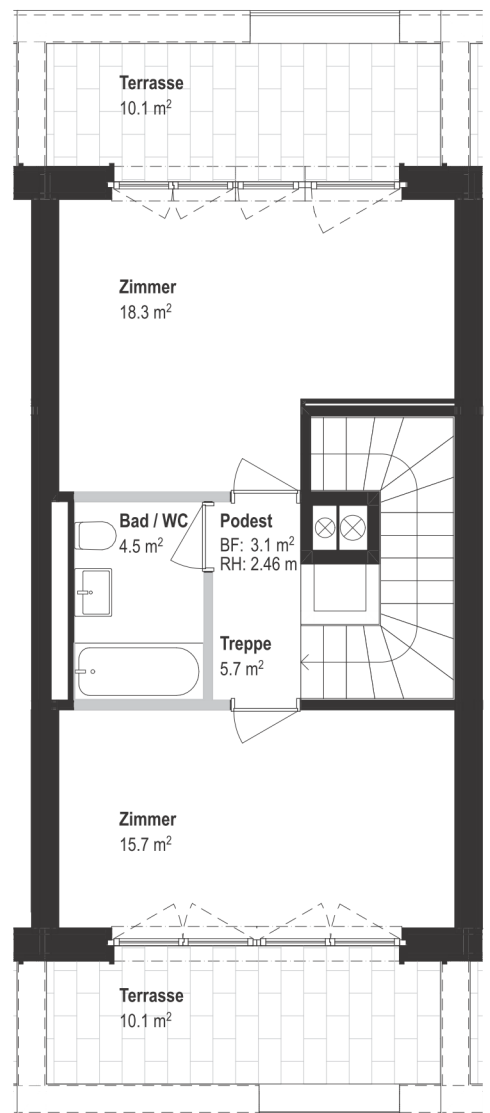 Terrasse
10.1 m²
Zimmer
18.3 m²
Bad / WC
4.5 m²
Podest
BF: 3.1 m²
RH: 2.46 m
Treppe
5.7 m²
Zimmer
15.7 m²
Terrasse
10.1 m²